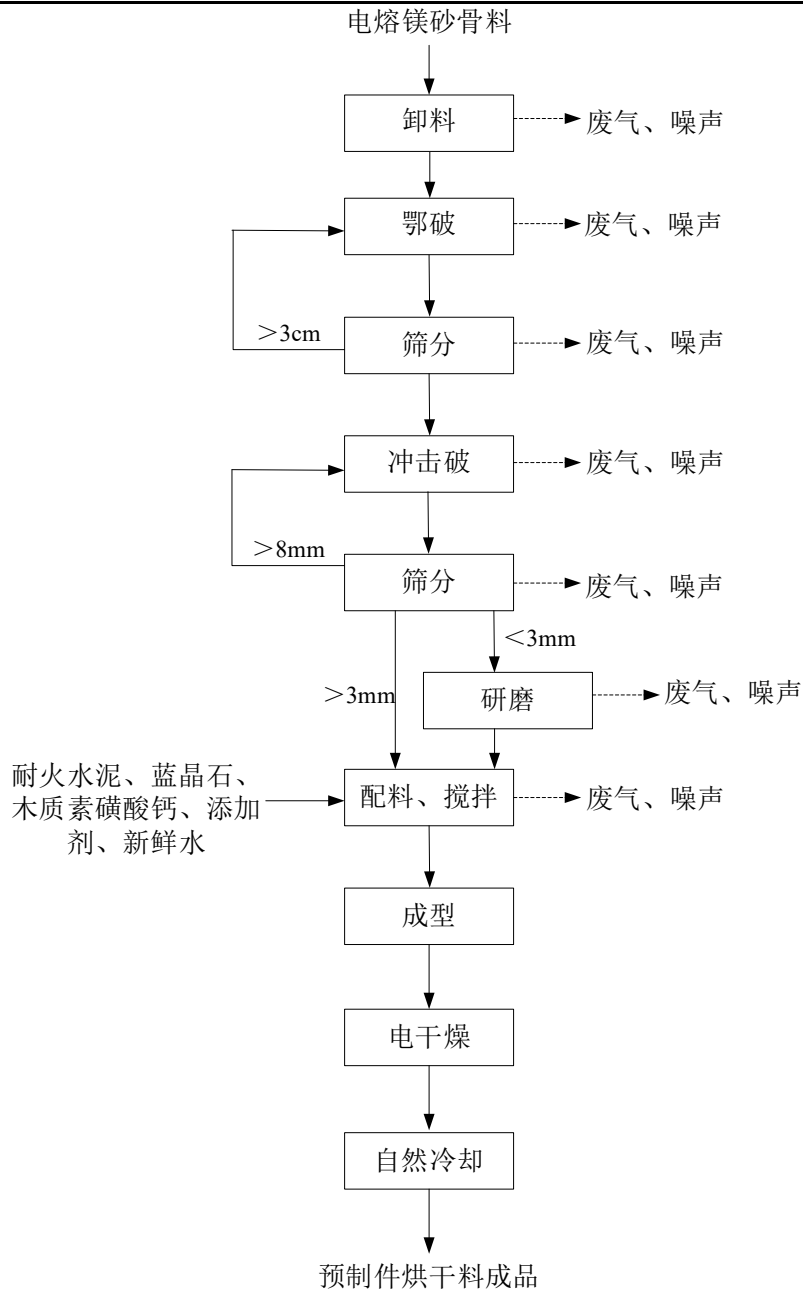 电熔镁砂骨料
卸料
废气、噪声
鄂破
废气、噪声
>3cm
筛分
废气、噪声
冲击破
废气、噪声
>8mm
筛分
废气、噪声
<3mm
>3mm
研磨
废气、噪声
耐火水泥、蓝晶石、
木质素磺酸钙、添加
剂、新鲜水
配料、搅拌
废气、噪声
成型
电干燥
自然冷却
预制件烘干料成品